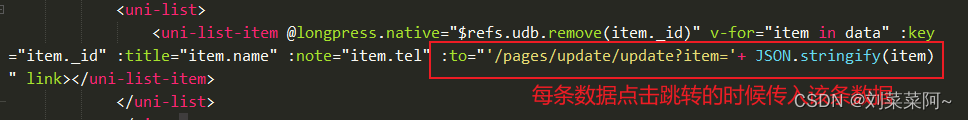 <uni-list>
<uni-list-item @longpress.native="$refs.udb.remove(item._id)" v-for="item in data" :key
="item._id" :title="item.name" :note="item.tel" :to="'/pages/update/update?item='+ JSON.stringify(item)
" link></uni-list-item>
每条数据点击跳转的时候传入该条数据
</uni-list>
CSDN @刘菜菜阿~